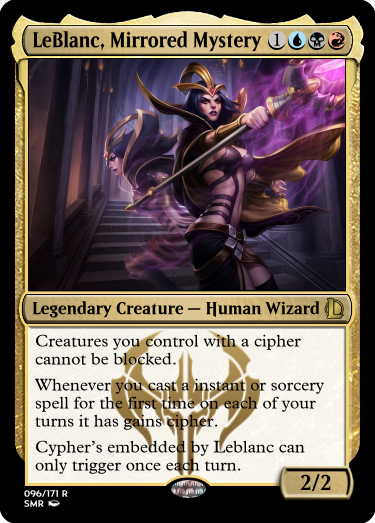 LeBlanc, Mirrored Mystery 1
Legendary Creature — Human Wizard
Creatures you control with a cipher
cannot be blocked.
Whenever you cast a instant or sorcery
spell for the first time on each of your
turns it has gains cipher.
Cypher's embedded by Leblanc can
only trigger once each turn.
2/2
096/171 R
SMR